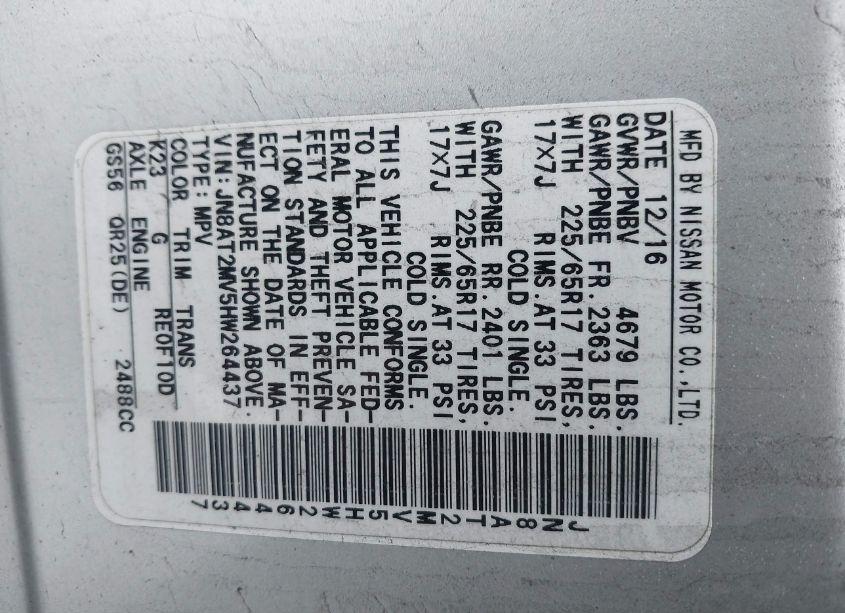 MFD BY NISSAN MOTOR CO.,LTD.
DATE 12/16
GVWR/PNBV 4679 LBS.
GAWR/PNBE FR. 2363 LBS.
WITH 225/65R17 TIRES,
17X7J RIMS.AT 33 PSI
COLD SINGLE.
GAWR/PNBE RR. 2401 LBS.
WITH 225/65R17 TIRES,
17X7J RIMS.AT 33 PSI
COLD SINGLE.
THIS VEHICLE CONFORMS
TO ALL APPLICABLE FED-
ERAL MOTOR VEHICLE SA-
FETY AND THEFT PREVEN-
TION STANDARDS IN EFF-
ECT ON THE DATE OF MA-
NUFACTURE SHOWN ABOVE.
VIN:JN8AT2MV5HW264437
TYPE:MPV
COLOR TRIM TRANS
K23 G RE0F10D
AXLE ENGINE
GS56 QR25(DE) 2488CC
JN8AT2MV5HW264437